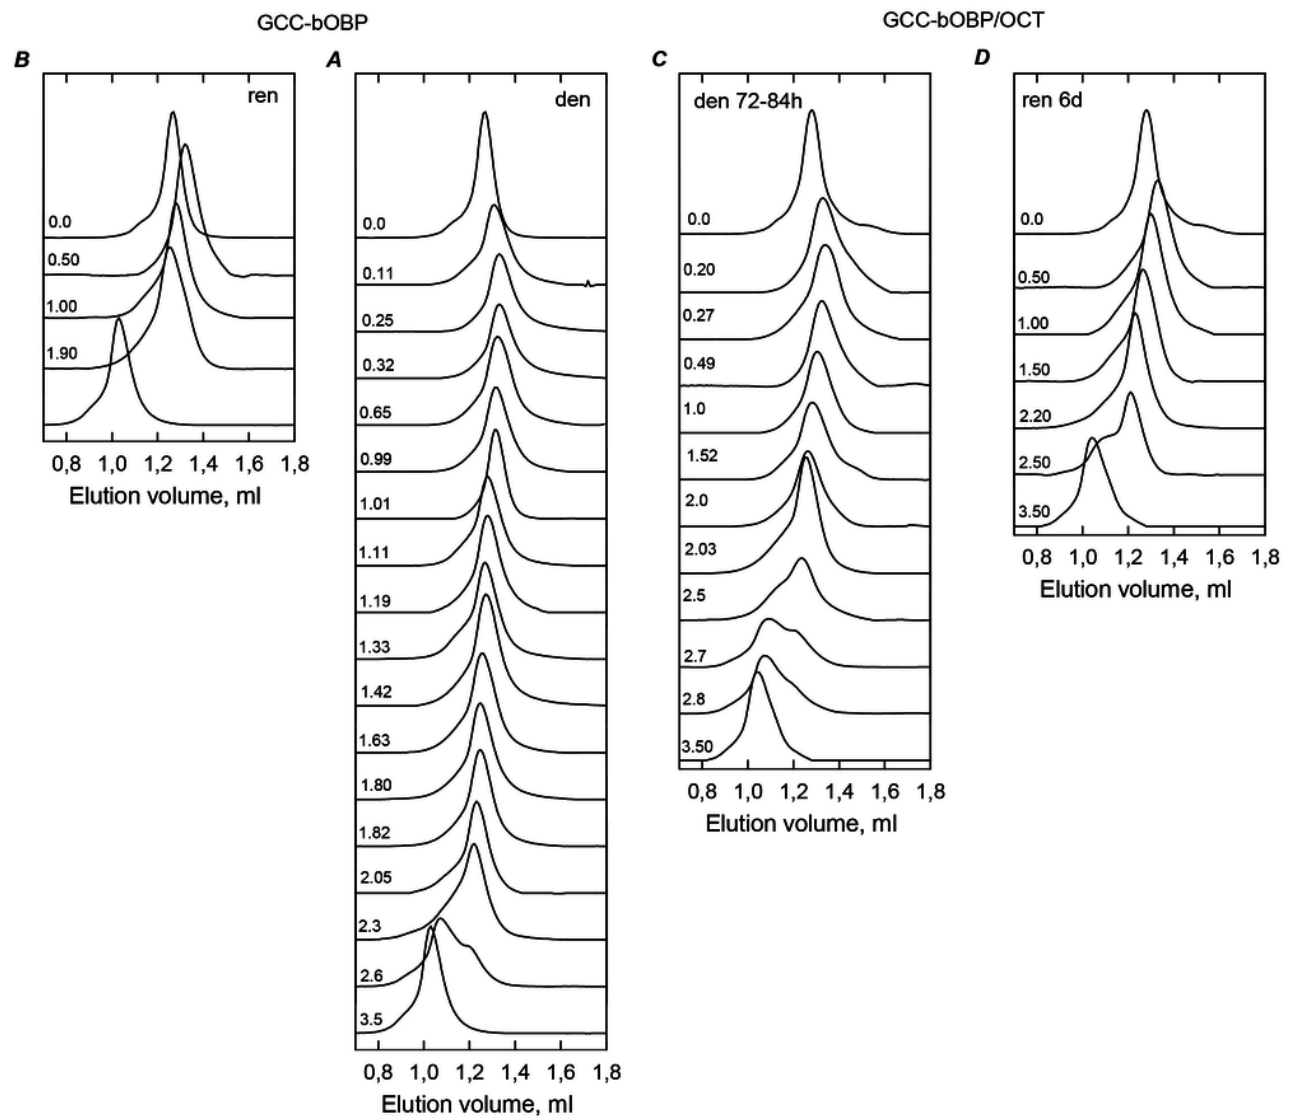 GCC-bOBP
GCC-bOBP/OCT
B
A
C
D
ren
0.0
0.50
1.00
1.90
0,8 1,0 1,2 1,4 1,6 1,8
Elution volume, ml
den
0.0
0.11
0.25
0.32
0.65
0.99
1.01
1.11
1.19
1.33
1.42
1.63
1.80
1.82
2.05
2.3
2.6
3.5
0,8 1,0 1,2 1,4 1,6 1,8
Elution volume, ml
den 72-84h
0.0
0.20
0.27
0.49
1.0
1.52
2.0
2.03
2.5
2.7
2.8
3.50
0,8 1,0 1,2 1,4 1,6 1,8
Elution volume, ml
ren 6d
0.0
0.50
1.00
1.50
2.20
2.50
3.50
0,8 1,0 1,2 1,4 1,6 1,8
Elution volume, ml